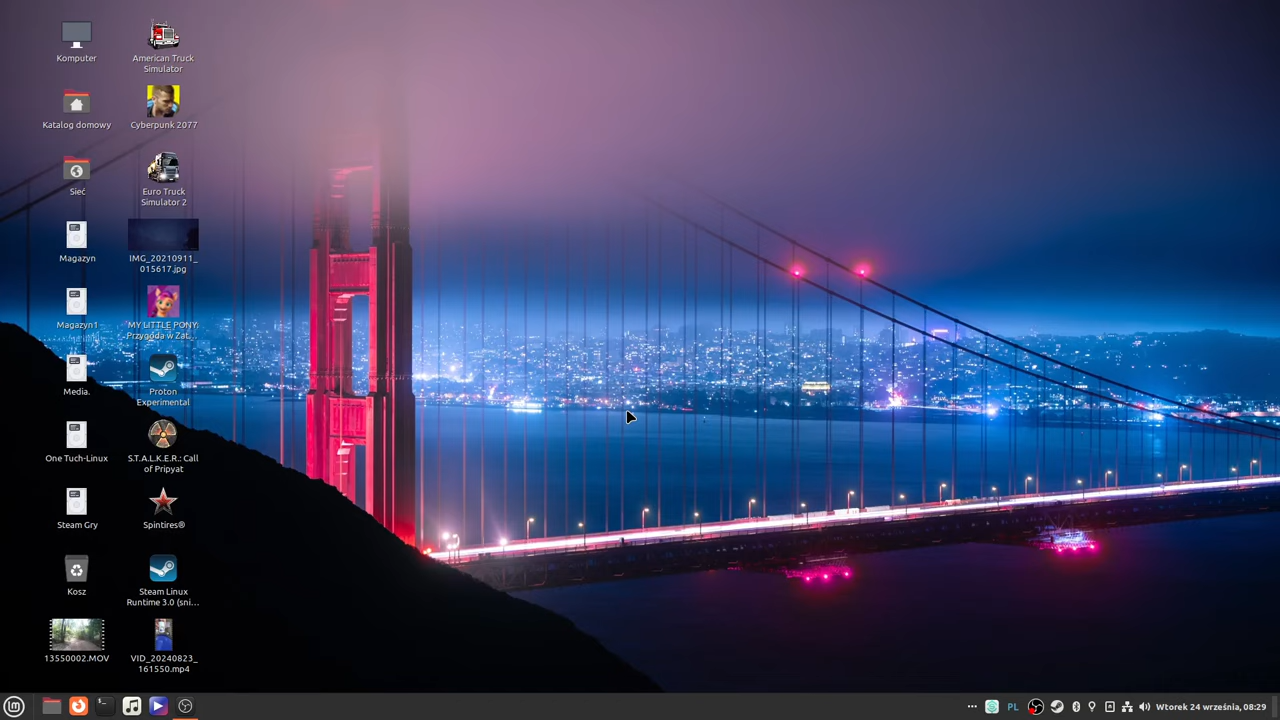 Komputer
American Truck
Simulator
Katalog domowy
Cyberpunk 2077
Sieć
Euro Truck
Simulator 2
Magazyn
IMG_20210911_
015617.jpg
Magazyn1
MY LITTLE PONY:
Przygoda w Zat...
Media.
Proton
Experimental
One Tuch-Linux
S.T.A.L.K.E.R.: Call
of Pripyat
Steam Gry
Spintires®
Kosz
Steam Linux
Runtime 3.0 (sni...
13550002.MOV
VID_20240823_
161550.mp4
PL
Wtorek 24 września, 08:29